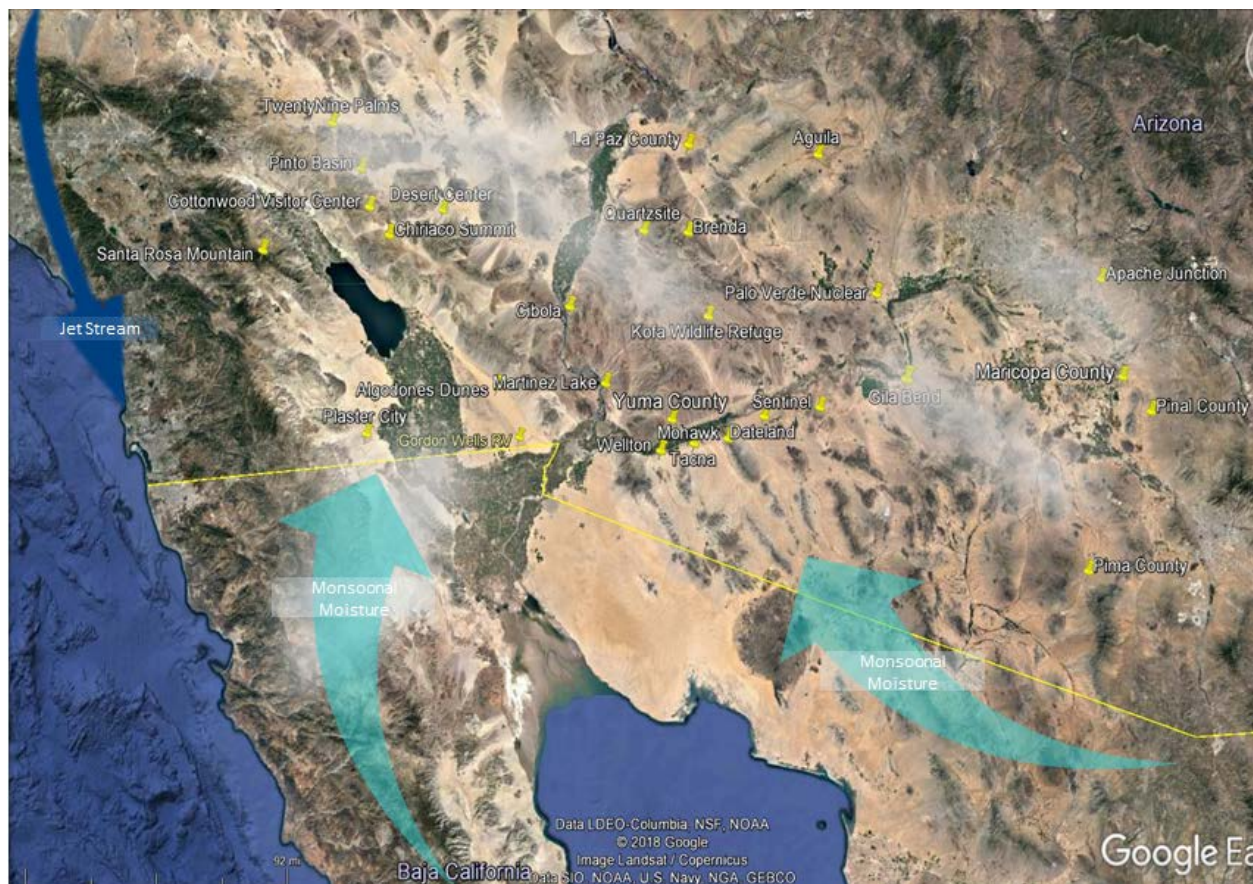 TwentyNine Palms
La Paz County
Aguila
Arizona
Pinto Basin
Cottonwood Visitor Center
Desert Center
Quartzsite
Brenda
Chiriaco Summit
Santa Rosa Mountain
Apache Junction
Palo Verde Nuclear
Cibola
Kofa Wildlife Refuge
Jet Stream
Algodones Dunes
Martinez Lake
Yuma County
Sentinel
Gila Bend
Maricopa County
Pinal County
Plaster City
Gordon Wells RV
Wellton
Mohawk
Dateland
Tacna
Pima County
Monsoonal
Moisture
Monsoonal
Moisture
Data LDEO-Columbia, NSF, NOAA
© 2018 Google
Image Landsat / Copernicus
Data SIO, NOAA, U.S. Navy, NGA, GEBCO
92 mi
Baja California
Google Ea